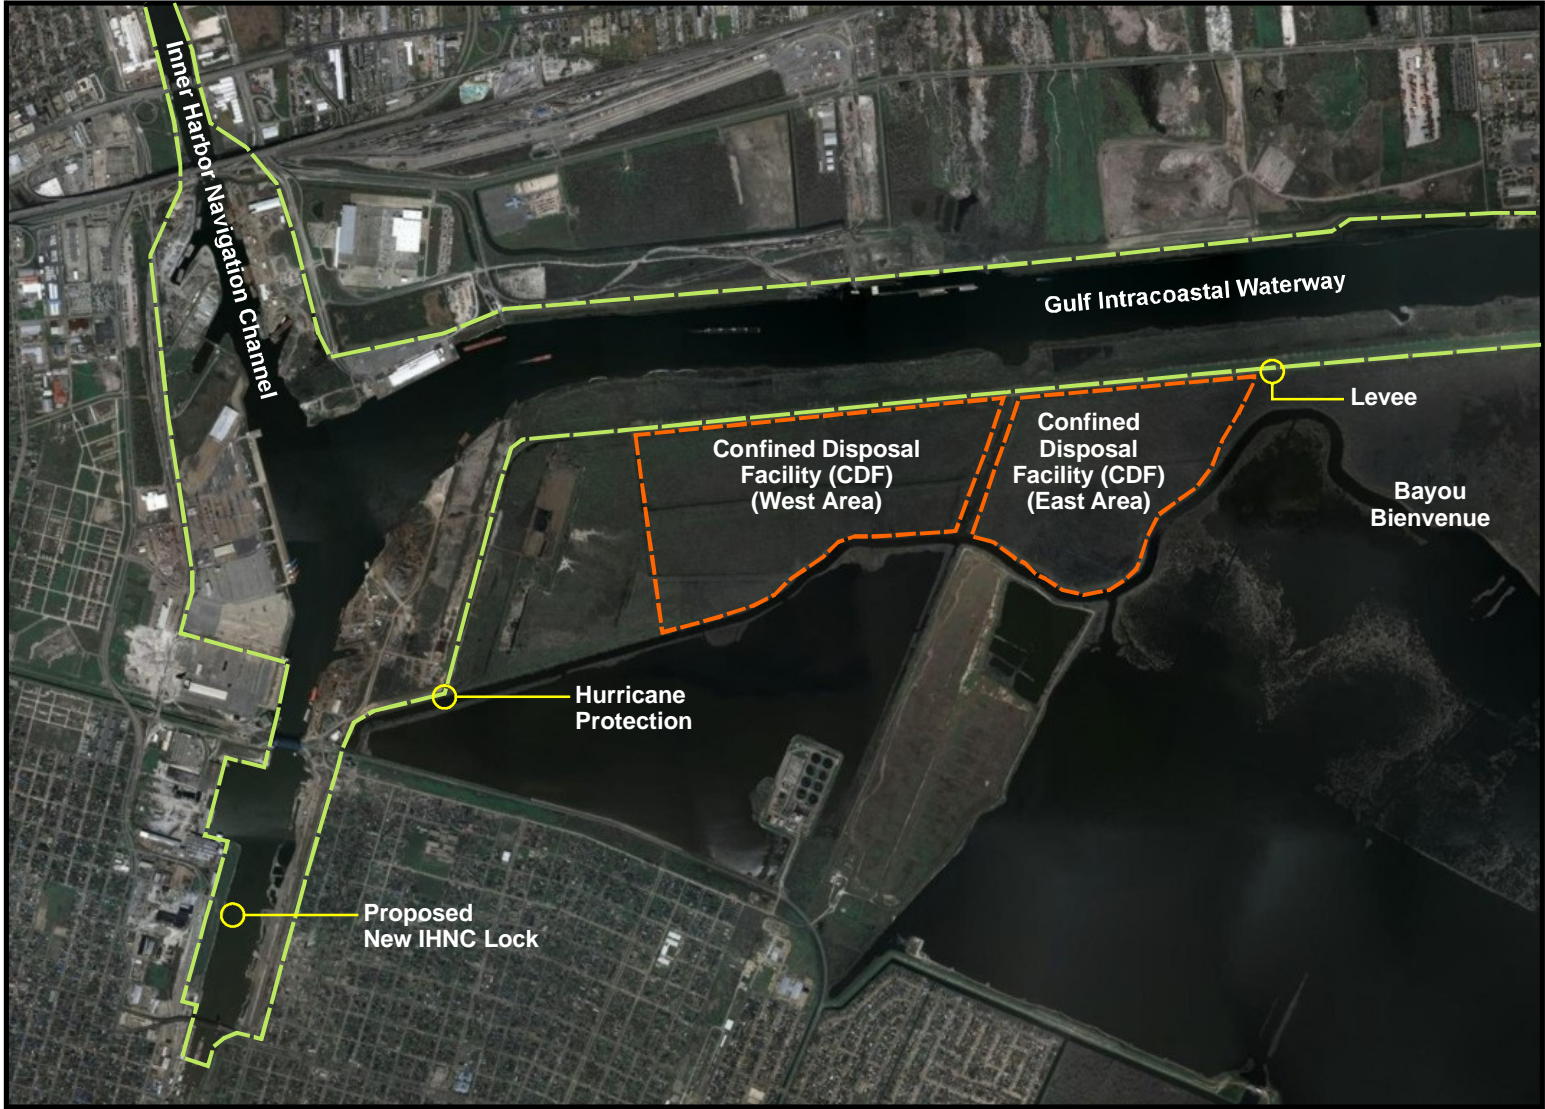 Inner Harbor Navigation Channel
Gulf Intracoastal Waterway
Levee
Confined Disposal
Facility (CDF)
(West Area)
Confined
Disposal
Facility (CDF)
(East Area)
Bayou
Bienvenue
Hurricane
Protection
Proposed
New IHNC Lock